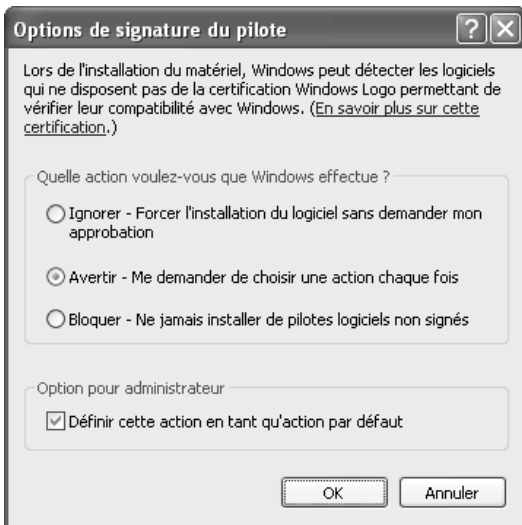 Options de signature du pilote
Lors de l'installation du matériel, Windows peut détecter les logiciels
qui ne disposent pas de la certification Windows Logo permettant de
vérifier leur compatibilité avec Windows. (En savoir plus sur cette
certification.)
Quelle action voulez-vous que Windows effectue ?
Ignorer - Forcer l'installation du logiciel sans demander mon
approbation
Avertir - Me demander de choisir une action chaque fois
Bloquer - Ne jamais installer de pilotes logiciels non signés
Option pour administrateur
Définir cette action en tant qu'action par défaut
OK Annuler